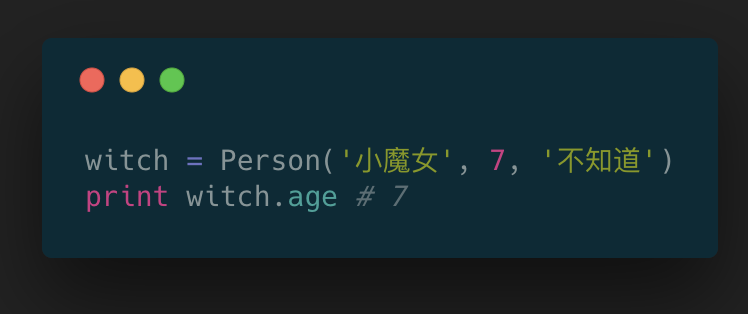 witch = Person('小魔女', 7, '不知道')
print witch.age # 7